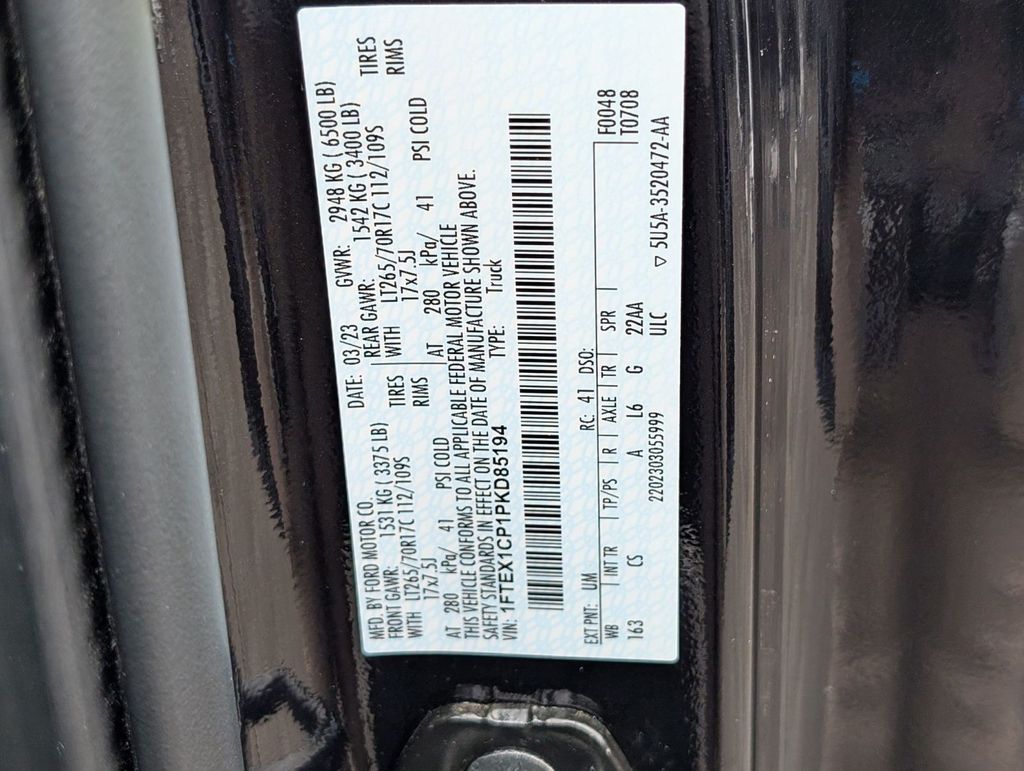 MFD. BY FORD MOTOR CO. DATE: 03/23 GVWR: 2948 KG ( 6500 LB)
FRONT GAWR: 1531 KG ( 3375 LB) REAR GAWR: 1542 KG ( 3400 LB)
WITH LT265/70R17C 112/109S TIRES WITH LT265/70R17C 112/109S TIRES
17x7.5J RIMS 17x7.5J RIMS
AT 280 kPa/ 41 PSI COLD AT 280 kPa/ 41 PSI COLD
THIS VEHICLE CONFORMS TO ALL APPLICABLE FEDERAL MOTOR VEHICLE
SAFETY STANDARDS IN EFFECT ON THE DATE OF MANUFACTURE SHOWN ABOVE.
VIN: 1FTEX1CP1PKD85194 TYPE: Truck
EXT PNT: UM RC: 41 DSO: F0048
WB INTR TP/PS R AXLE TR SPR T0708
163 CS A L6 G 22AA
2202303055999 ULC ▽ 5U5A-3520472-AA